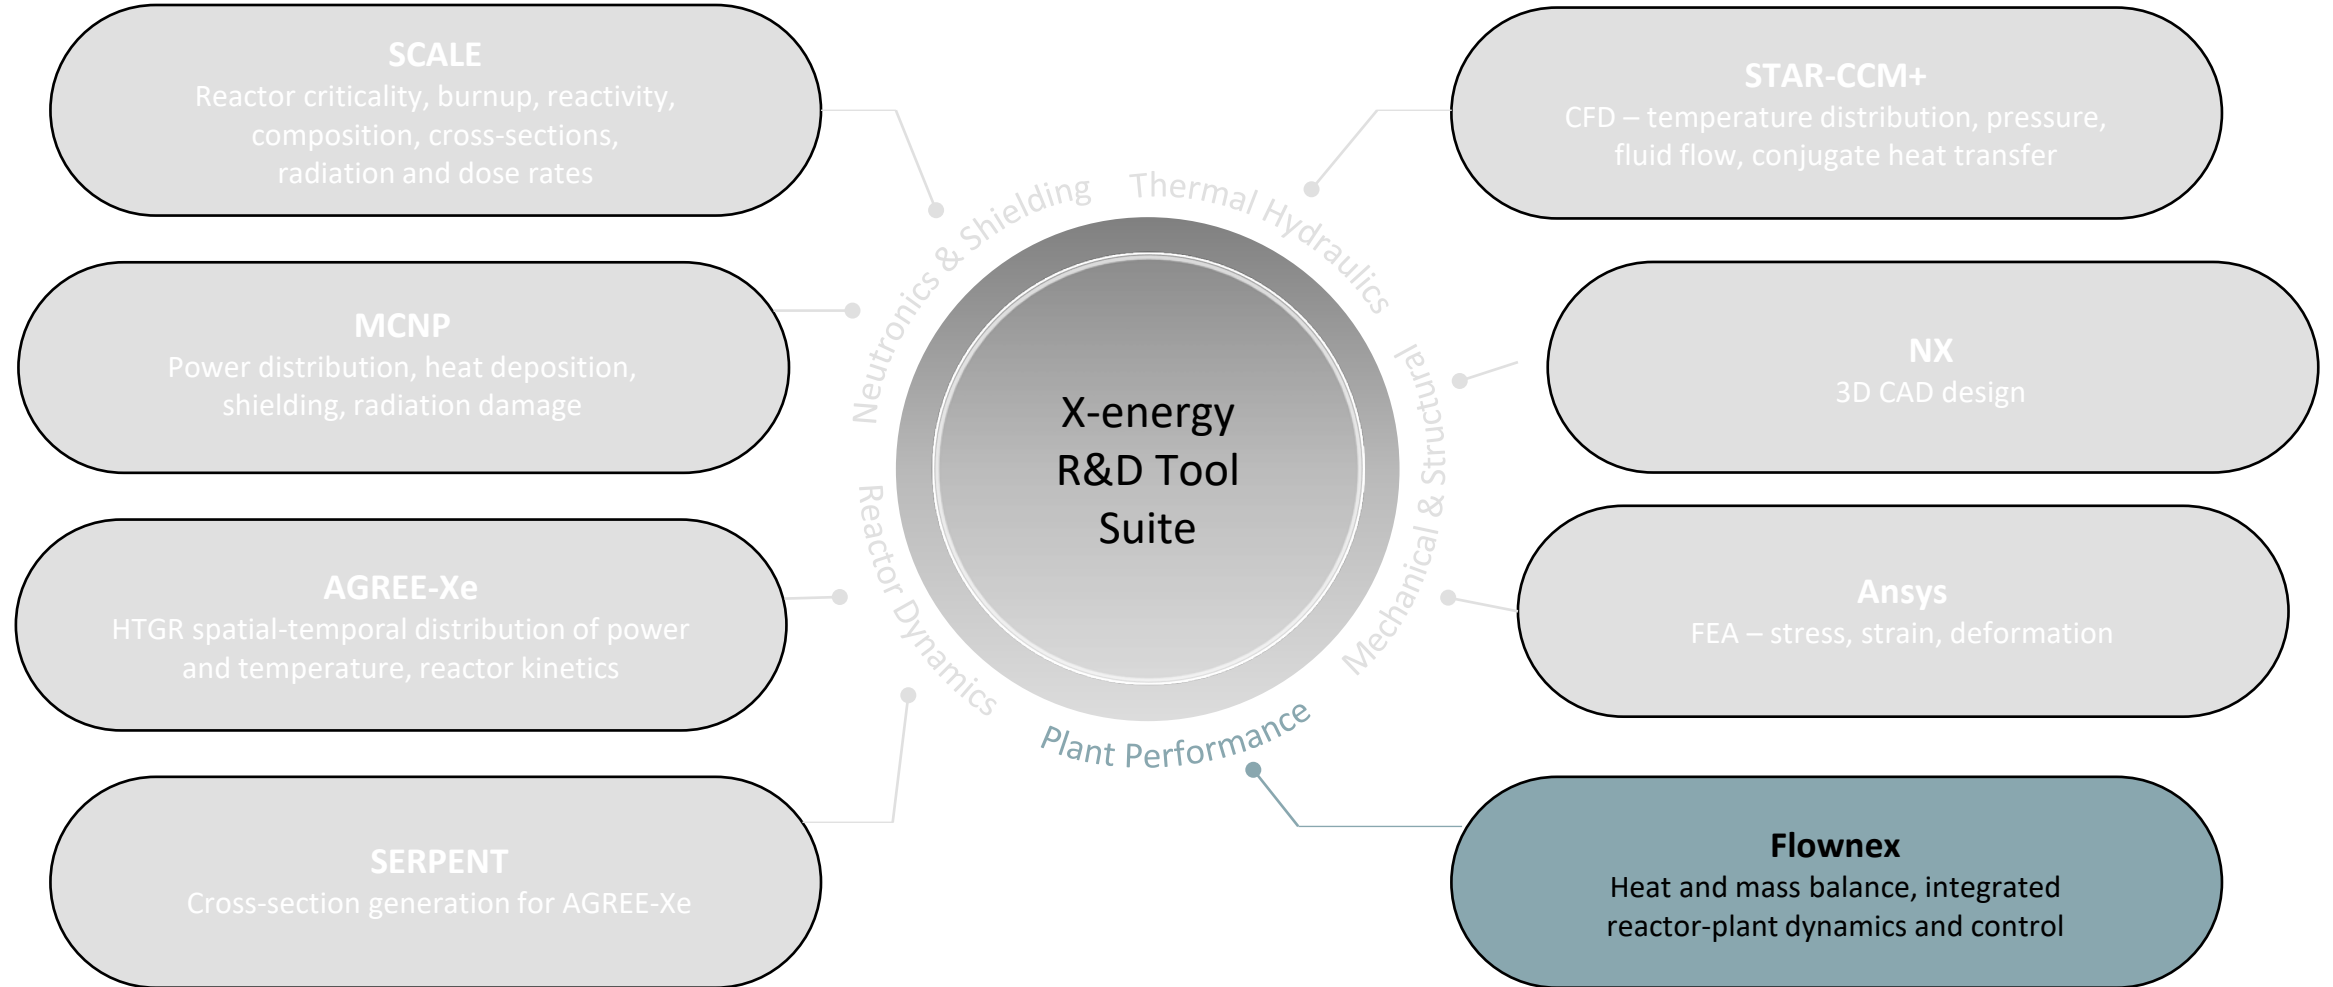 SCALE
Reactor criticality, burnup, reactivity,
composition, cross-sections,
radiation and dose rates
MCNP
Power distribution, heat deposition,
shielding, radiation damage
AGREE-Xe
HTGR spatial-temporal distribution of power
and temperature, reactor kinetics
SERPENT
Cross-section generation for AGREE-Xe
Neutronics & Shielding
Thermal Hydraulics
Reactor Dynamics
Mechanical & Structural
Plant Performance
X-energy
R&D Tool
Suite
STAR-CCM+
CFD – temperature distribution, pressure,
fluid flow, conjugate heat transfer
NX
3D CAD design
Ansys
FEA – stress, strain, deformation
Flownex
Heat and mass balance, integrated
reactor-plant dynamics and control